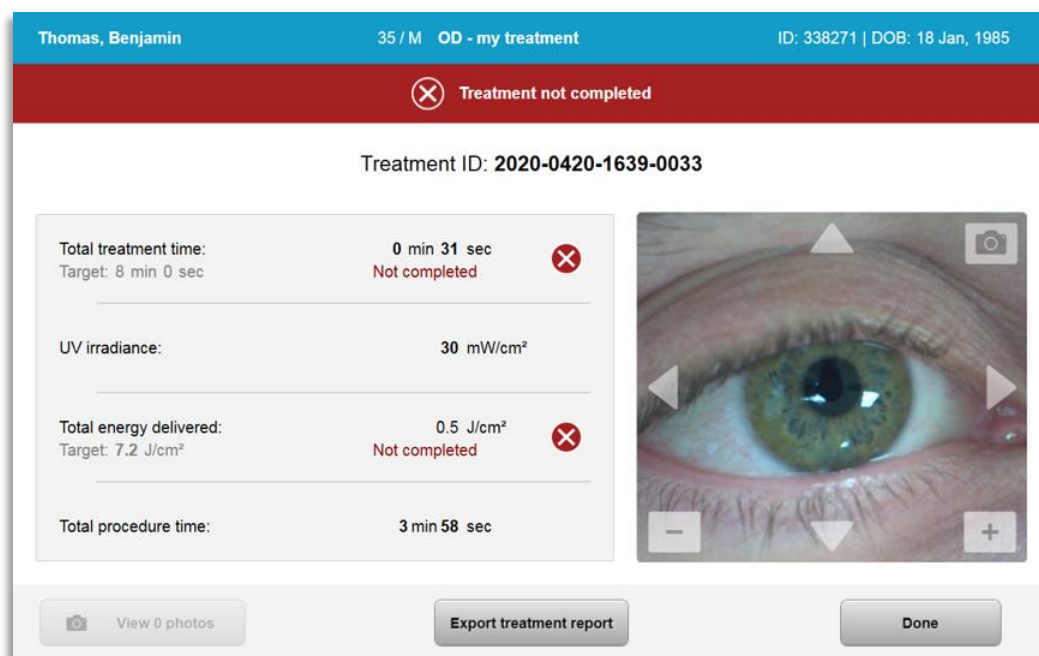 Thomas, Benjamin 35 / M OD - my treatment ID: 338271 | DOB: 18 Jan, 1985
Treatment not completed
Treatment ID: 2020-0420-1639-0033
Total treatment time: 0 min 31 sec
Target: 8 min 0 sec Not completed
UV irradiance: 30 mW/cm²
Total energy delivered: 0.5 J/cm²
Target: 7.2 J/cm² Not completed
Total procedure time: 3 min 58 sec
View 0 photos Export treatment report Done